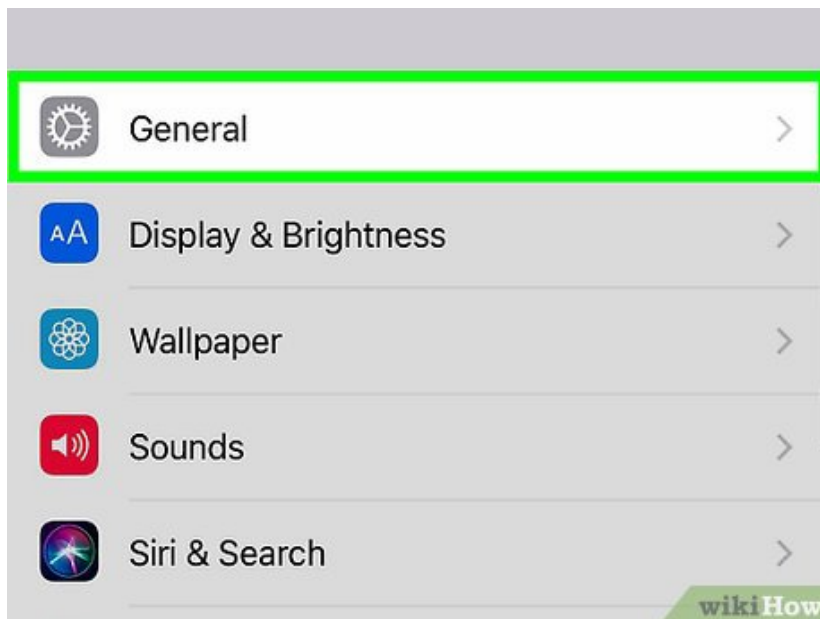 General
AA Display & Brightness
Wallpaper
Sounds
Siri & Search
wikiHow